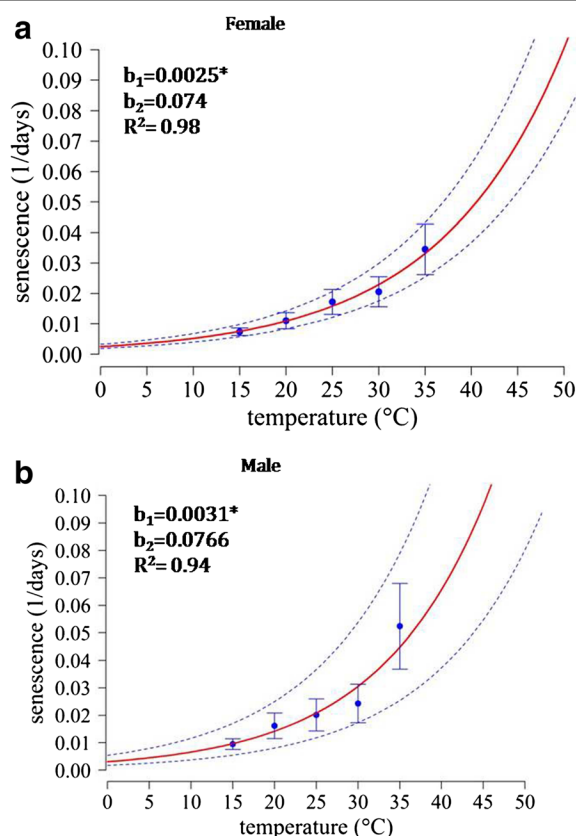 a
Female
b₁=0.0025*
b₂=0.074
R²= 0.98
senescence (1/days)
0.10
0.09
0.08
0.07
0.06
0.05
0.04
0.03
0.02
0.01
0.00
0 5 10 15 20 25 30 35 40 45 50
temperature (°C)
b
Male
b₁=0.0031*
b₂=0.0766
R²= 0.94
senescence (1/days)
0.10
0.09
0.08
0.07
0.06
0.05
0.04
0.03
0.02
0.01
0.00
0 5 10 15 20 25 30 35 40 45 50
temperature (°C)